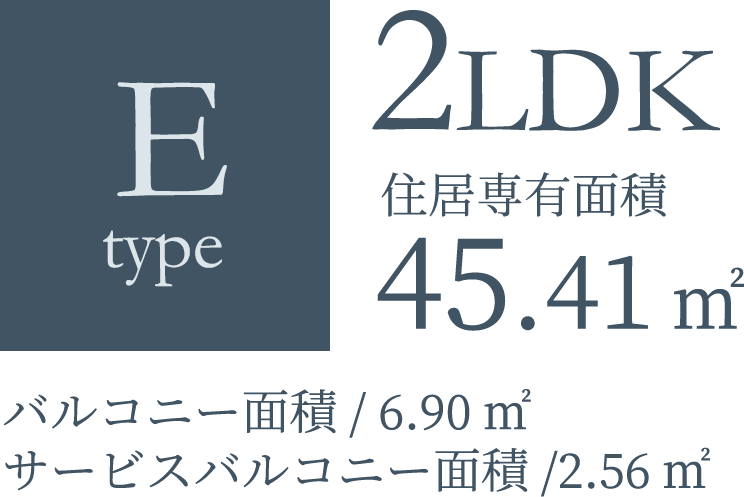 E
type
2LDK
住居専有面積
45.41 ㎡
バルコニー面積 / 6.90 ㎡
サービスバルコニー面積 /2.56 ㎡